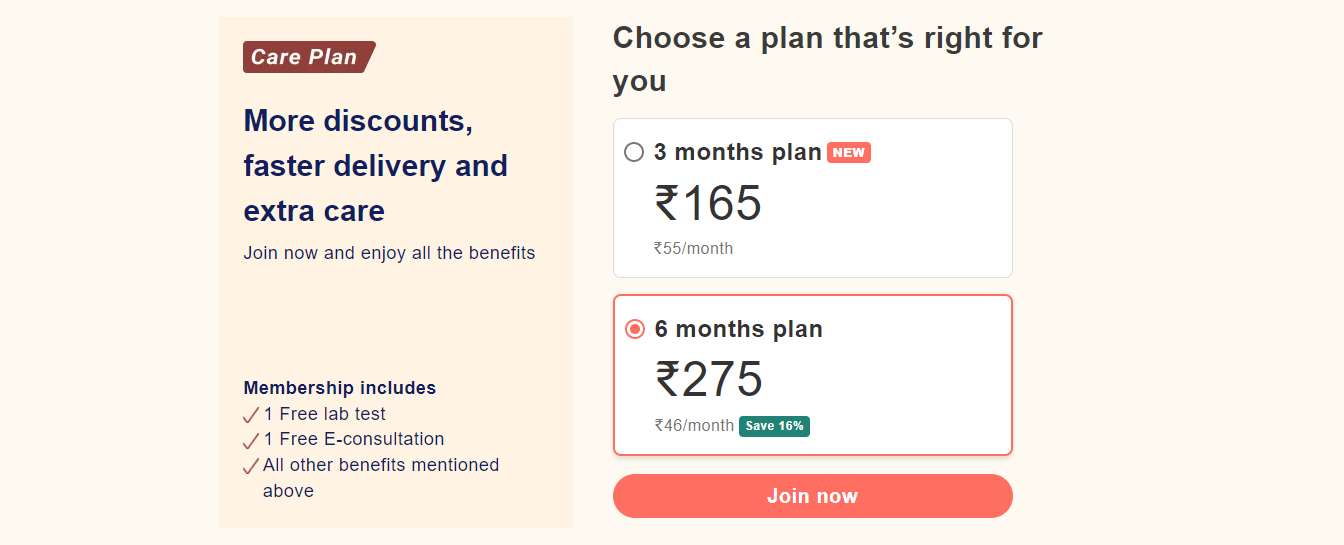 Care Plan
More discounts,
faster delivery and
extra care
Join now and enjoy all the benefits
Membership includes
1 Free lab test
1 Free E-consultation
All other benefits mentioned
above
Choose a plan that’s right for
you
3 months plan NEW
₹165
₹55/month
6 months plan
₹275
₹46/month Save 16%
Join now